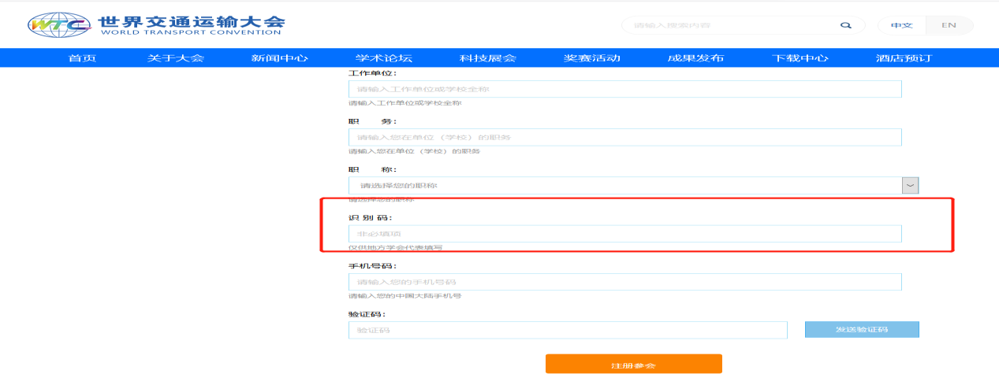 WTC 世界交通运输大会
WORLD TRANSPORT CONVENTION
请输入搜索内容
中文 EN
首页 关于大会 新闻中心 学术论坛 科技展会 奖赛活动 成果发布 下载中心 酒店预订
工作单位:
请输入工作单位或学校全称
请输入工作单位或学校全称
职 务:
请输入您在单位（学校）的职务
请输入您在单位（学校）的职务
职 称:
请选择您的职称
请选择您的职称
识 别 码:
非必填项
仅供地方学会代表填写
手机号码:
请输入您的手机号码
请输入您的中国大陆手机号
验证码:
验证码 发送验证码
注册参会